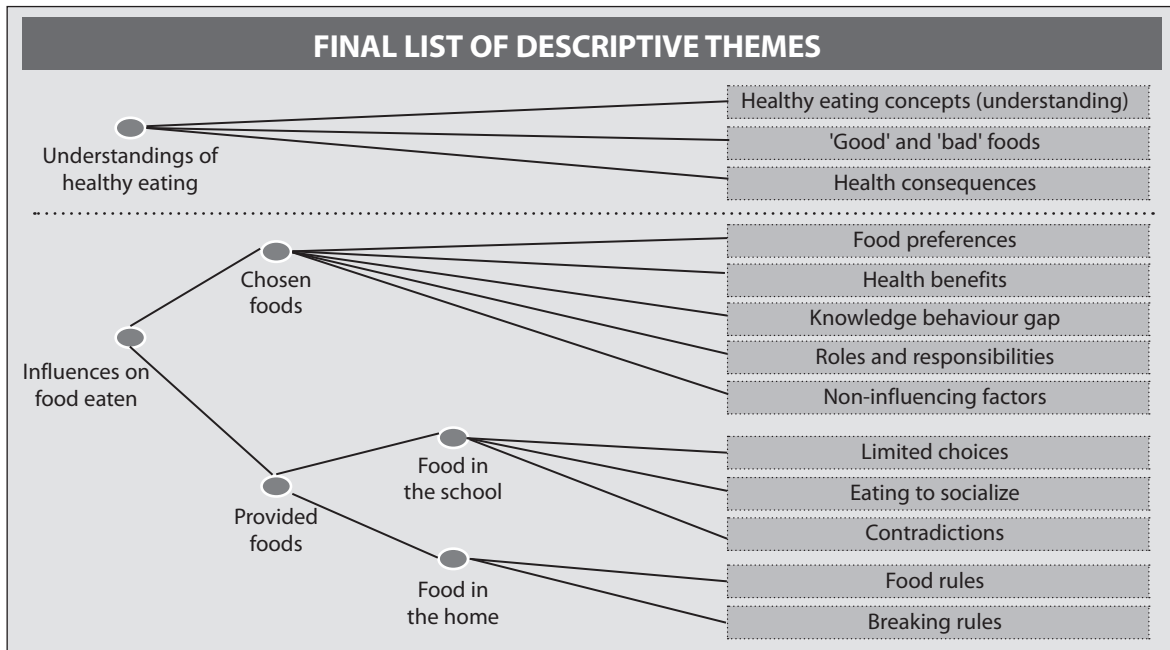 FINAL LIST OF DESCRIPTIVE THEMES
Understandings of
healthy eating
Healthy eating concepts (understanding)
'Good' and 'bad' foods
Health consequences
Influences on
food eaten
Chosen
foods
Food preferences
Health benefits
Knowledge behaviour gap
Roles and responsibilities
Non-influencing factors
Provided
foods
Food in
the school
Limited choices
Eating to socialize
Contradictions
Food in
the home
Food rules
Breaking rules